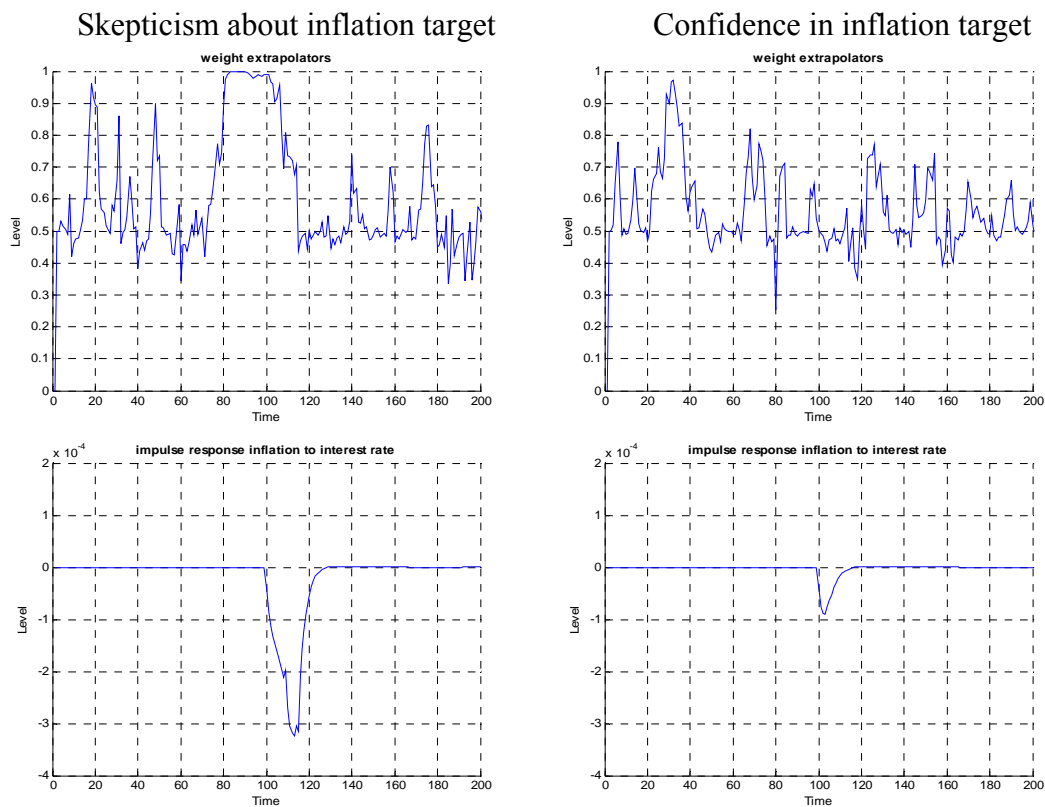 Skepticism about inflation target
Confidence in inflation target
weight extrapolators
1
0.9
0.8
0.7
0.6
0.5
0.4
0.3
0.2
0.1
0
Level
0 20 40 60 80 100 120 140 160 180 200
Time
weight extrapolators
1
0.9
0.8
0.7
0.6
0.5
0.4
0.3
0.2
0.1
0
Level
0 20 40 60 80 100 120 140 160 180 200
Time
impulse response inflation to interest rate
x 10^-4
2
1
0
-1
-2
-3
-4
Level
0 20 40 60 80 100 120 140 160 180 200
Time
impulse response inflation to interest rate
x 10^-4
2
1
0
-1
-2
-3
-4
Level
0 20 40 60 80 100 120 140 160 180 200
Time